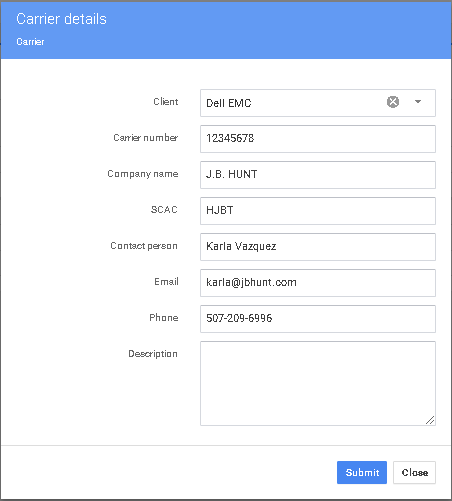 Carrier details
Carrier
Client Dell EMC
Carrier number 12345678
Company name J.B. HUNT
SCAC HJBT
Contact person Karla Vazquez
Email karla@jbhunt.com
Phone 507-209-6996
Description
Submit Close